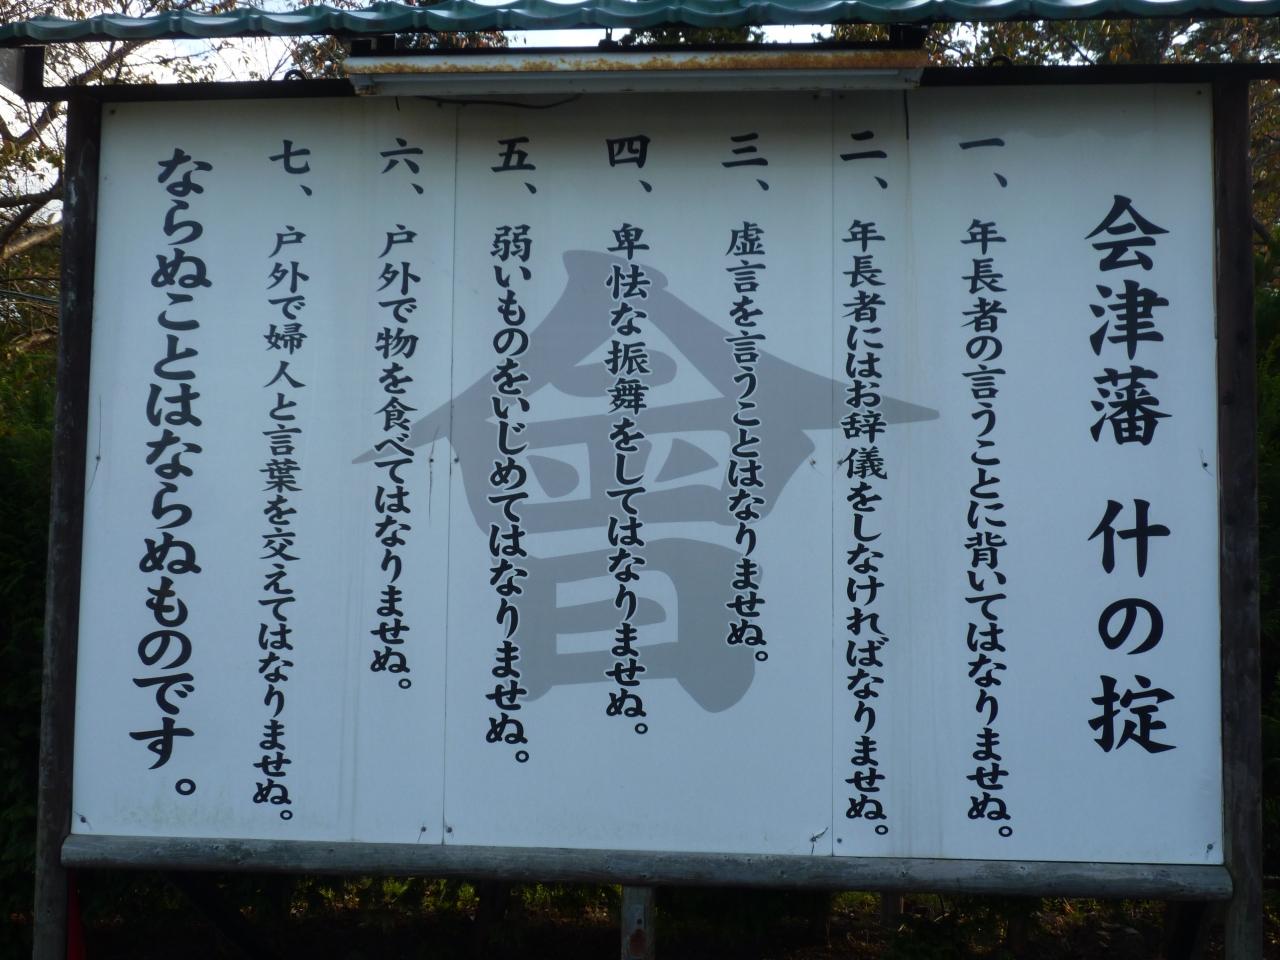 会津藩 什の掟
一、年長者の言うことに背いてはなりませぬ。
二、年長者にはお辞儀をしなければなりませぬ。
三、虚言を言うことはなりませぬ。
四、卑怯な振舞をしてはなりませぬ。
五、弱いものをいじめてはなりませぬ。
六、戸外で物を食べてはなりませぬ。
七、戸外で婦人と言葉を交えてはなりませぬ。
ならぬことはならぬものです。
會